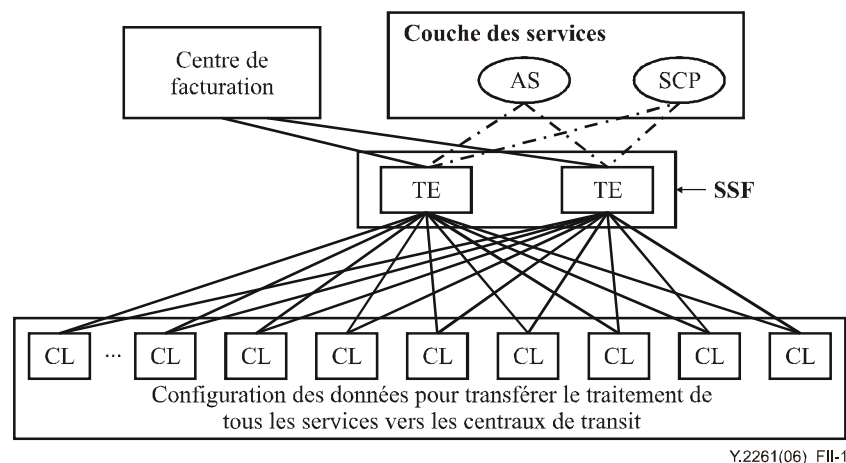 Centre de
facturation
Couche des services
AS
SCP
TE
TE
SSF
CL ... CL CL CL CL CL CL CL CL
Configuration des données pour transférer le traitement de
tous les services vers les centraux de transit
Y.2261(06)_FII-1